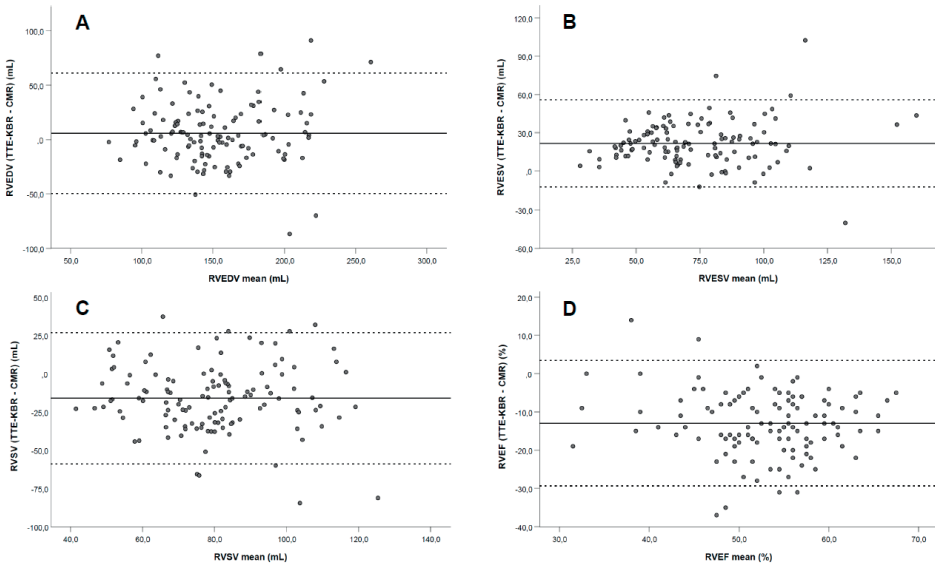 A
RVEDV (TTE-KBR - CMR) (mL)
100,0
50,0
,0
-50,0
-100,0
50,0 100,0 150,0 200,0 250,0 300,0
RVEDV mean (mL)
B
RVESV (TTE-KBR - CMR) (mL)
120,0
90,0
60,0
30,0
,0
-30,0
-60,0
25,0 50,0 75,0 100,0 125,0 150,0
RVESV mean (mL)
C
RVSV (TTE-KBR - CMR) (mL)
50,0
25,0
,0
-25,0
-50,0
-75,0
-100,0
40,0 60,0 80,0 100,0 120,0 140,0
RVSV mean (mL)
D
RVEF (TTE-KBR - CMR) (%)
20,0
10,0
,0
-10,0
-20,0
-30,0
-40,0
30,0 40,0 50,0 60,0 70,0
RVEF mean (%)